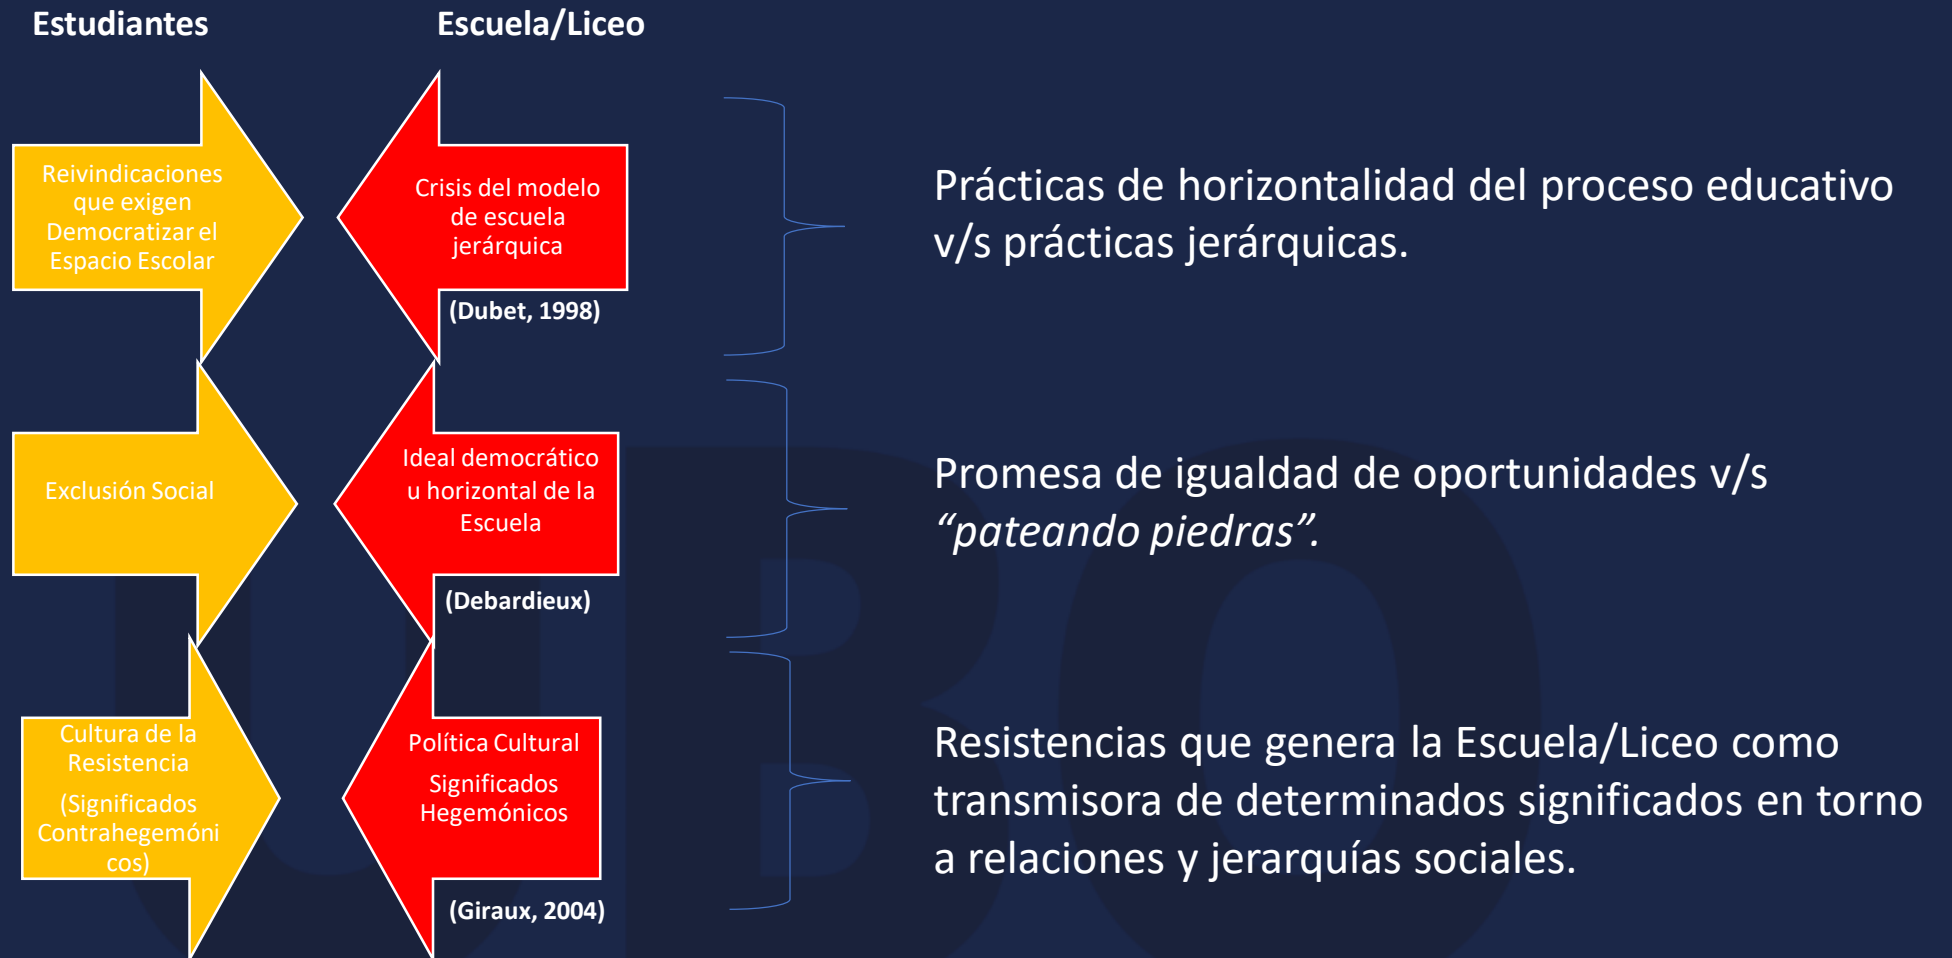 Estudiantes
Escuela/Liceo
Reivindicaciones
que exigen
Democratizar el
Espacio Escolar
Crisis del modelo
de escuela
jerárquica
(Dubet, 1998)
Prácticas de horizontalidad del proceso educativo
v/s prácticas jerárquicas.
Exclusión Social
Ideal democrático
u horizontal de la
Escuela
(Debardieux)
Promesa de igualdad de oportunidades v/s
“pateando piedras”.
Cultura de la
Resistencia
(Significados
Contrahegemóni
cos)
Política Cultural
Significados
Hegemónicos
(Giraux, 2004)
Resistencias que genera la Escuela/Liceo como
transmisora de determinados significados en torno
a relaciones y jerarquías sociales.
UBO